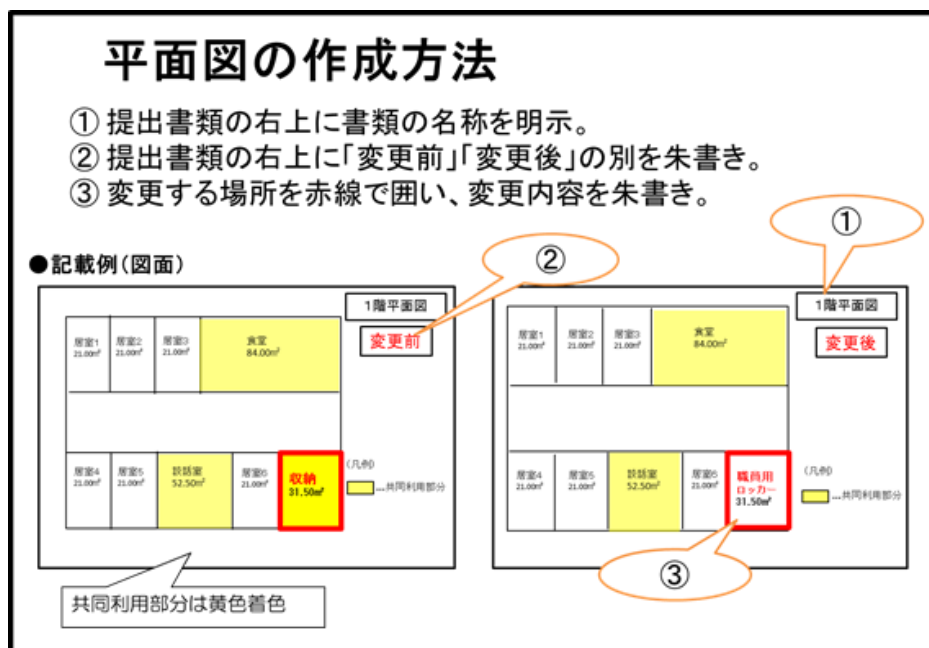 平面図の作成方法
① 提出書類の右上に書類の名称を明示。
② 提出書類の右上に「変更前」「変更後」の別を朱書き。
③ 変更する場所を赤線で囲い、変更内容を朱書き。
●記載例(図面)
②
①
1階平面図
変更前
居室1
21.00㎡
居室2
21.00㎡
居室3
21.00㎡
食堂
84.00㎡
居室4
21.00㎡
居室5
21.00㎡
談話室
52.50㎡
居室6
21.00㎡
収納
31.50㎡
(凡例)
…共同利用部分
共同利用部分は黄色着色
1階平面図
変更後
居室1
21.00㎡
居室2
21.00㎡
居室3
21.00㎡
食堂
84.00㎡
居室4
21.00㎡
居室5
21.00㎡
談話室
52.50㎡
居室6
21.00㎡
職員用
ロッカー
31.50㎡
(凡例)
…共同利用部分
③